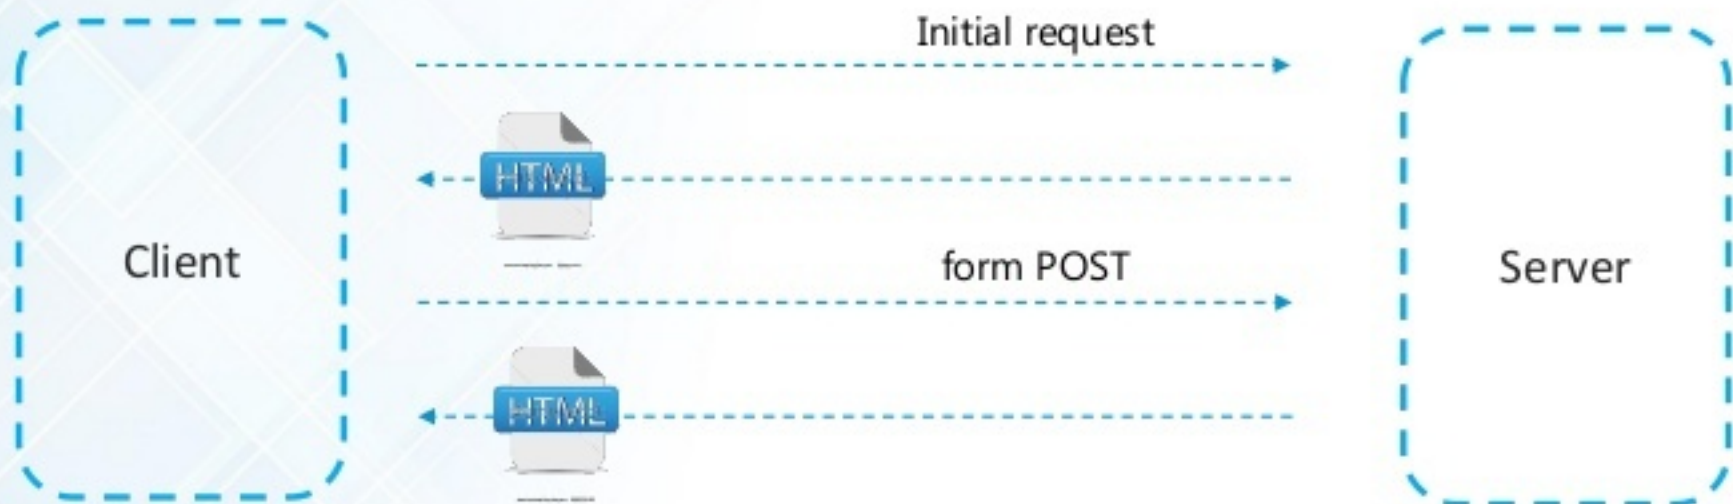 Initial request
HTML
Client
form POST
Server
HTML